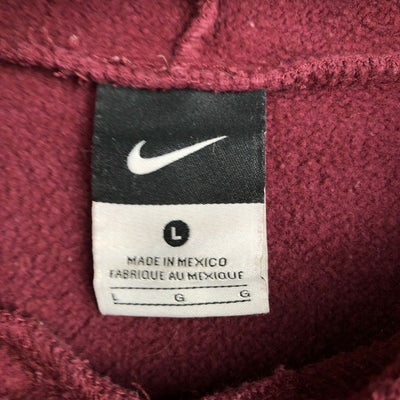 L
MADE IN MEXICO
FABRIQUE AU MEXIQUE
L G G